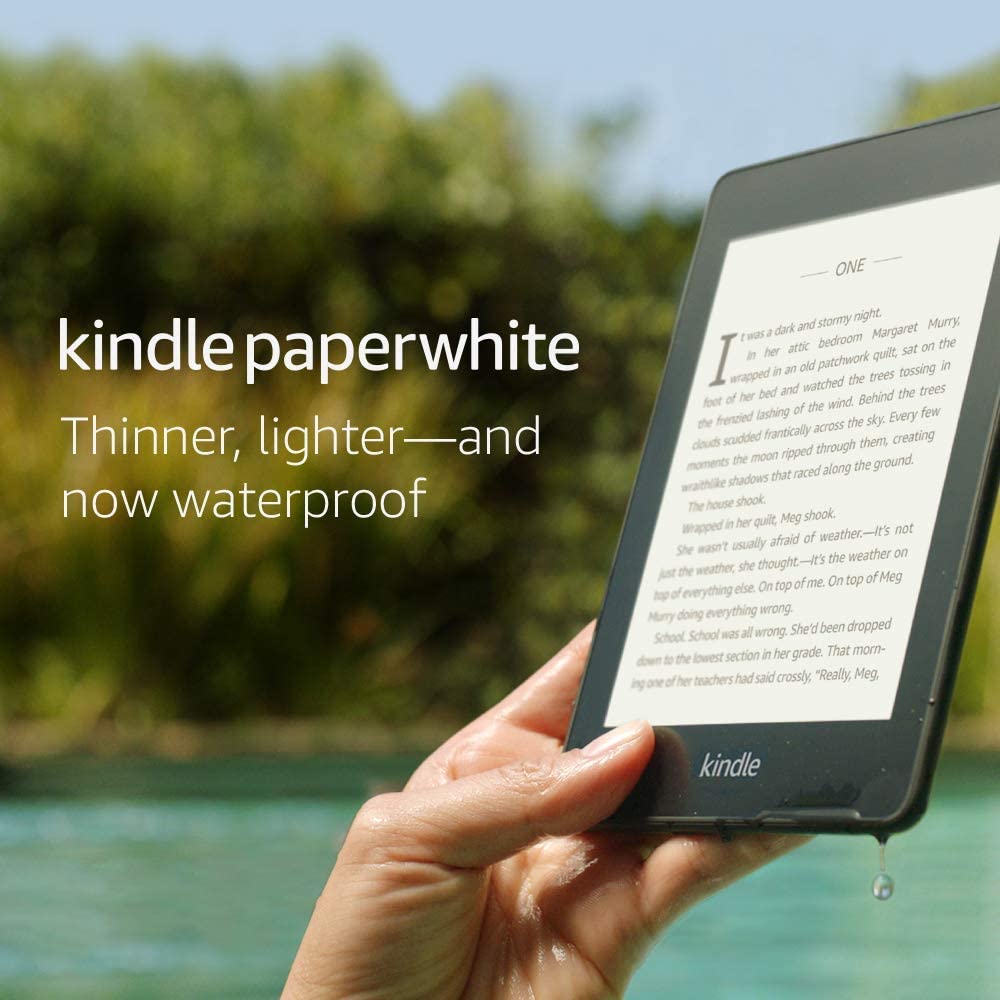 kindle paperwhite
Thinner, lighter—and
now waterproof
ONE
It was a dark and stormy night.
In her attic bedroom Margaret Murry,
wrapped in an old patchwork quilt, sat on the
foot of her bed and watched the trees tossing in
the frenzied lashing of the wind. Behind the trees
clouds scudded frantically across the sky. Every few
moments the moon ripped through them, creating
wraithlike shadows that raced along the ground.
The house shook.
Wrapped in her quilt, Meg shook.
She wasn't usually afraid of weather.—It's not
just the weather, she thought.—It's the weather on
top of everything else. On top of me. On top of Meg
Murry doing everything wrong.
School. School was all wrong. She'd been dropped
down to the lowest section in her grade. That morn-
ing one of her teachers had said crossly, "Really, Meg,
kindle